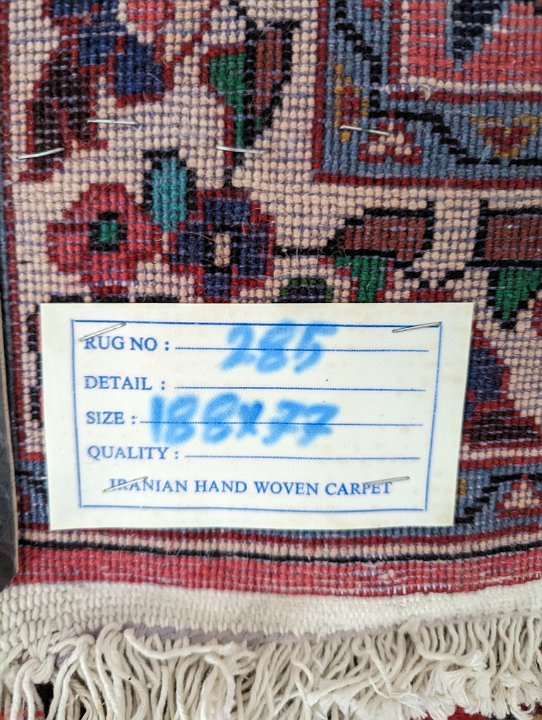 RUG NO : 285
DETAIL :
SIZE : 188x77
QUALITY :
IRANIAN HAND WOVEN CARPET